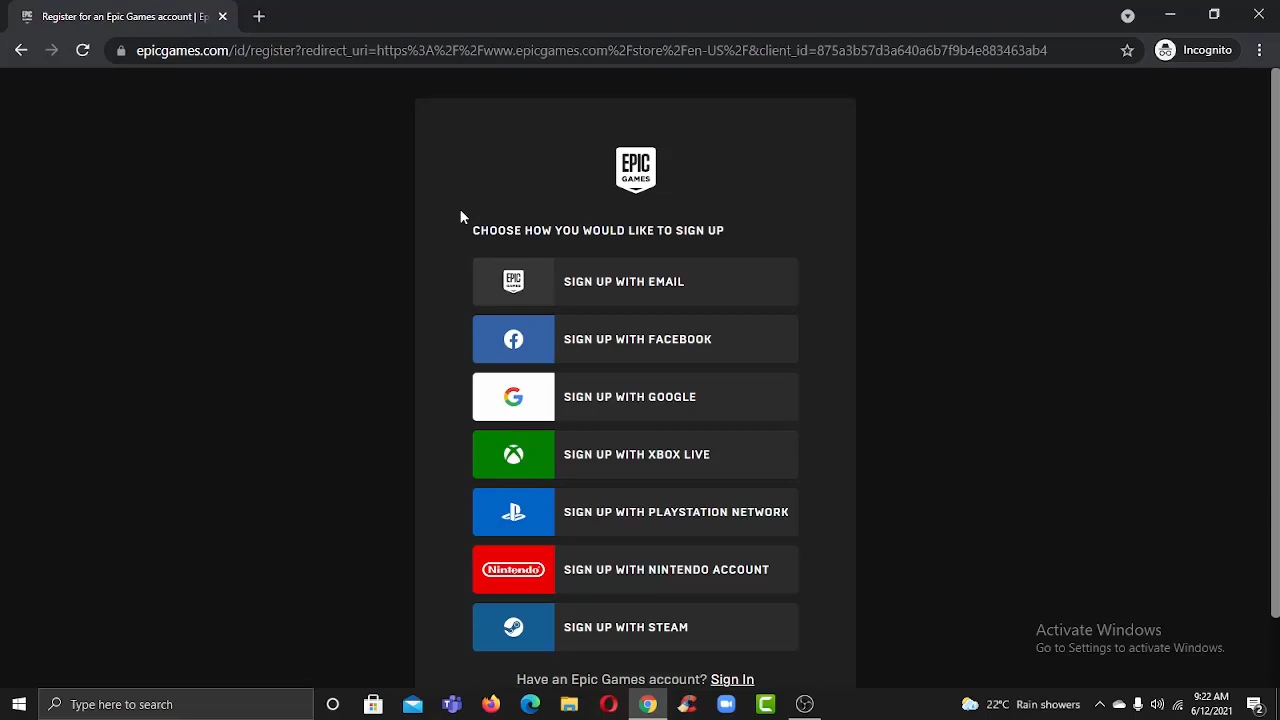 Register for an Epic Games account | E
epicgames.com/id/register?redirect_uri=https%3A%2F%2Fwww.epicgames.com%2Fstore%2Fen-US%2F&client_id=875a3b57d3a640a6b7f9b4e883463ab4
Incognito
EPIC
GAMES
CHOOSE HOW YOU WOULD LIKE TO SIGN UP
EPIC
GAMES
SIGN UP WITH EMAIL
SIGN UP WITH FACEBOOK
SIGN UP WITH GOOGLE
SIGN UP WITH XBOX LIVE
SIGN UP WITH PLAYSTATION NETWORK
Nintendo
SIGN UP WITH NINTENDO ACCOUNT
SIGN UP WITH STEAM
Have an Epic Games account? Sign In
Activate Windows
Go to Settings to activate Windows.
Type here to search
22°C Rain showers
9:22 AM
6/12/2021
2